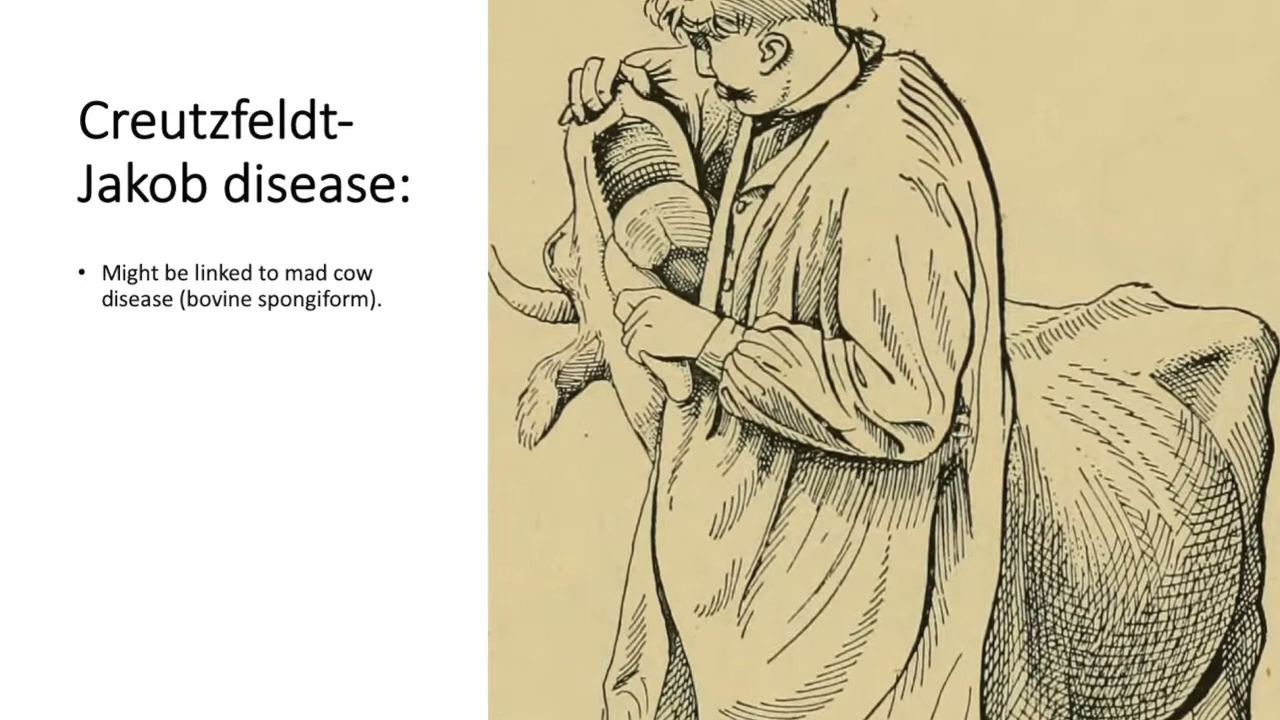 Creutzfeldt-
Jakob disease:
• Might be linked to mad cow
disease (bovine spongiform).